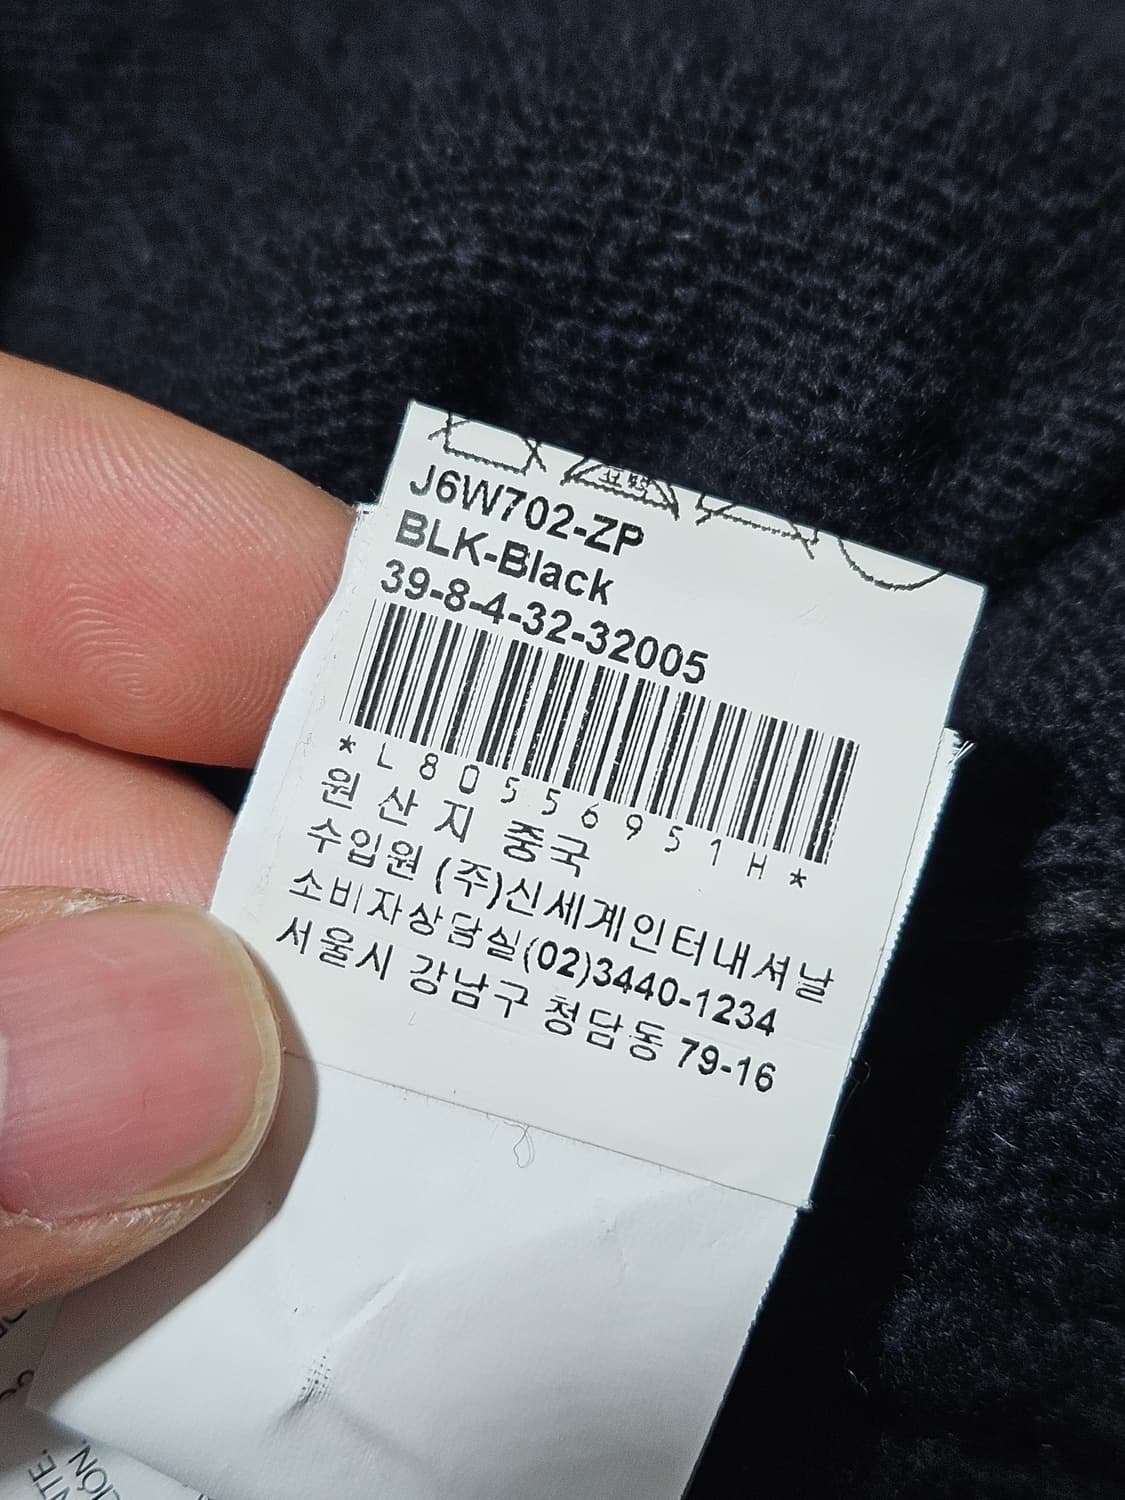 J6W702-ZP
BLK-Black
39-8-4-32-32005
*L80556951H*
원산지 중국
수입원 (주)신세계인터내셔날
소비자상담실(02)3440-1234
서울시 강남구 청담동 79-16
NTE.
CIÓN.